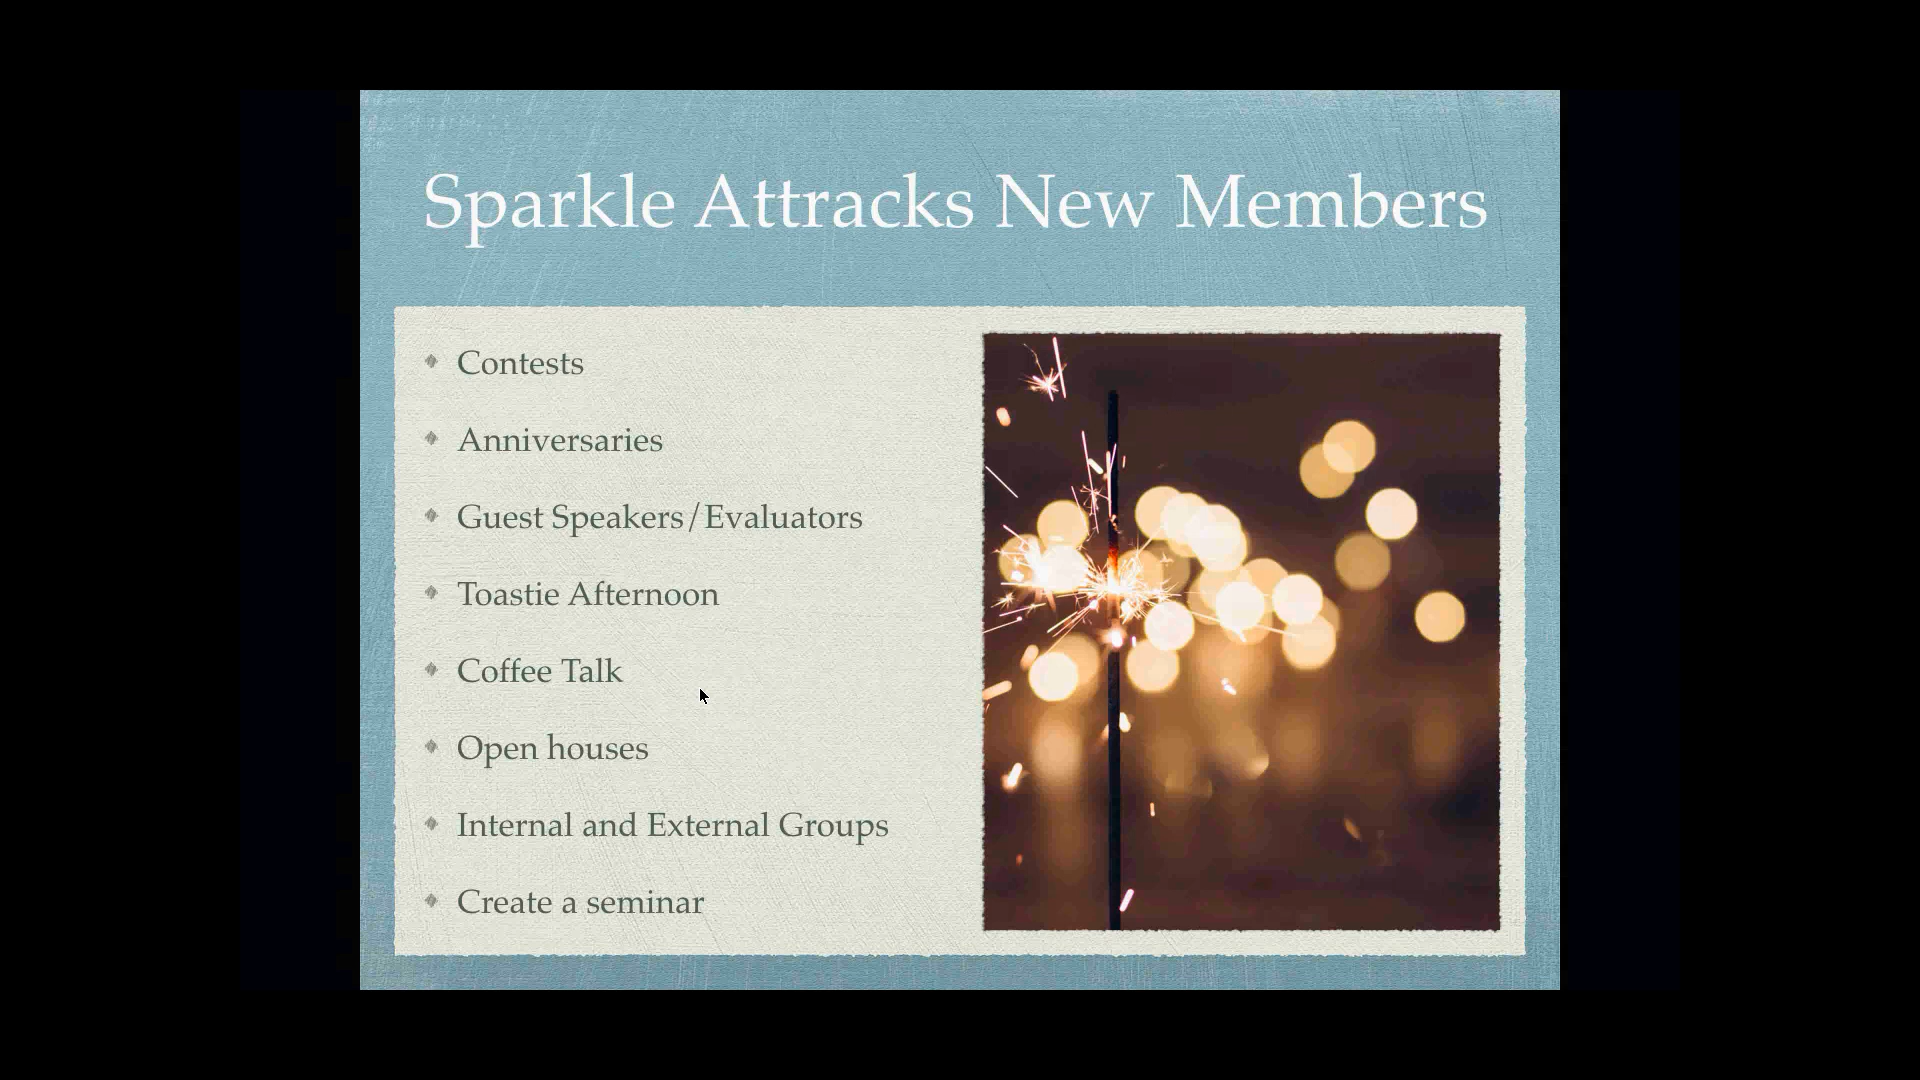 Sparkle Attracks New Members
Contests
Anniversaries
Guest Speakers/Evaluators
Toastie Afternoon
Coffee Talk
Open houses
Internal and External Groups
Create a seminar